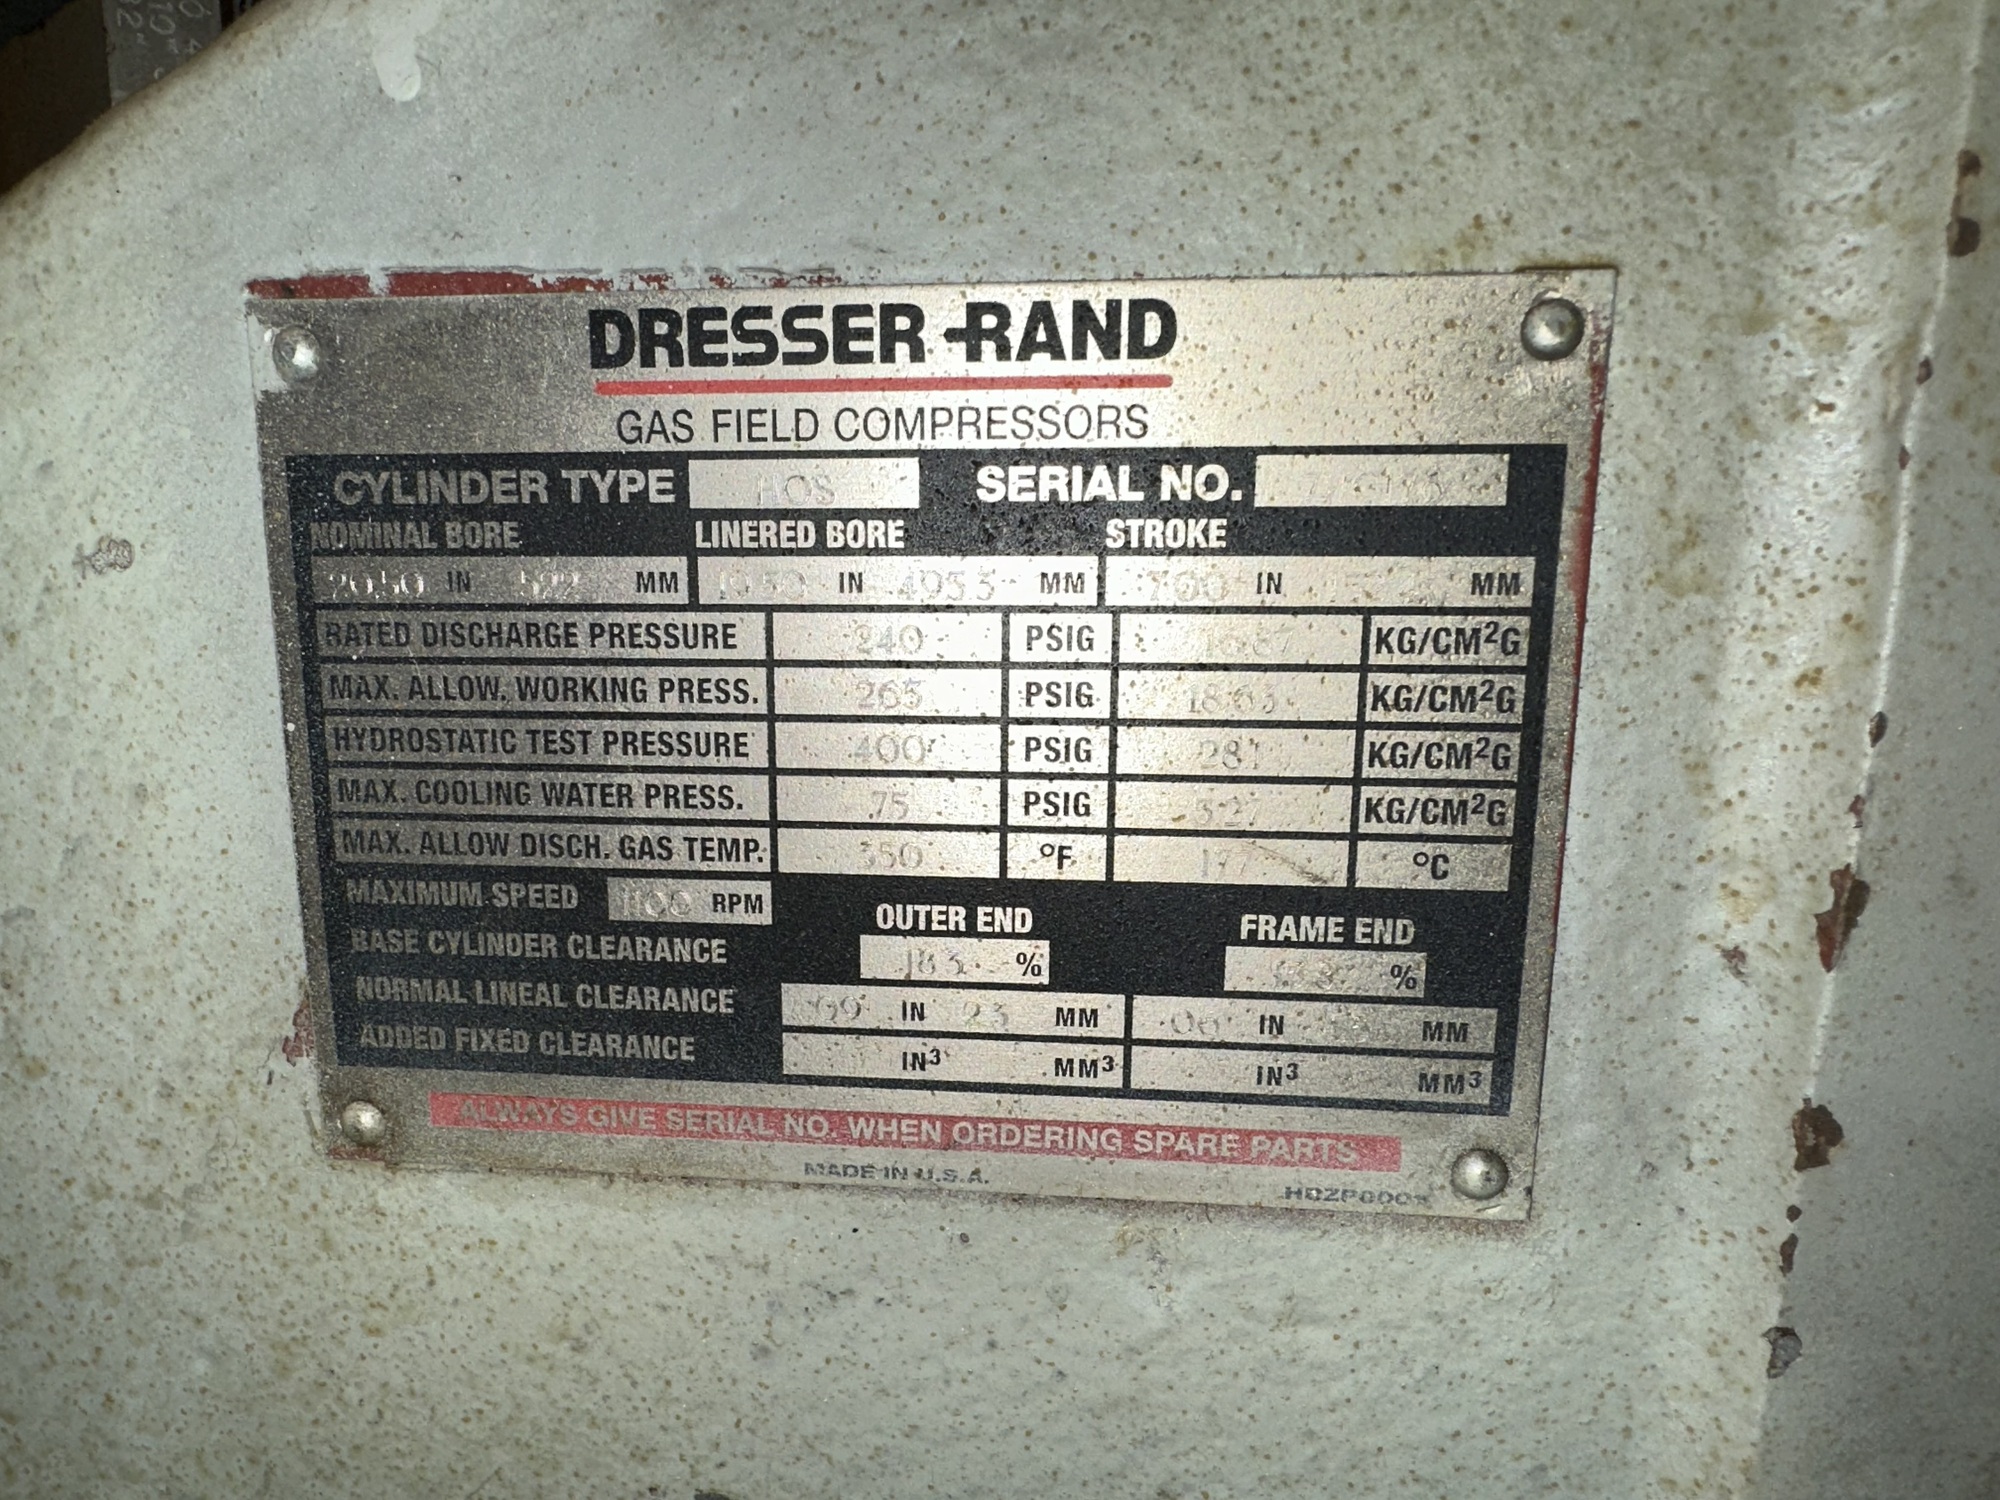 DRESSER-RAND
GAS FIELD COMPRESSORS
CYLINDER TYPE HOS SERIAL NO.
NOMINAL BORE LINERED BORE STROKE
20.50 IN 522 MM 19.50 IN 495.3 MM 7.00 IN MM
RATED DISCHARGE PRESSURE 240 PSIG 16.87 KG/CM²G
MAX. ALLOW. WORKING PRESS. 265 PSIG 18.63 KG/CM²G
HYDROSTATIC TEST PRESSURE 400 PSIG 28.1 KG/CM²G
MAX. COOLING WATER PRESS. 75 PSIG 5.27 KG/CM²G
MAX. ALLOW DISCH. GAS TEMP. 350 °F 177 °C
MAXIMUM SPEED 1100 RPM
OUTER END FRAME END
BASE CYLINDER CLEARANCE 18.3 % %
NORMAL LINEAL CLEARANCE .09 IN 2.3 MM .06 IN MM
ADDED FIXED CLEARANCE IN³ MM³ IN³ MM³
ALWAYS GIVE SERIAL NO. WHEN ORDERING SPARE PARTS
MADE IN U.S.A.